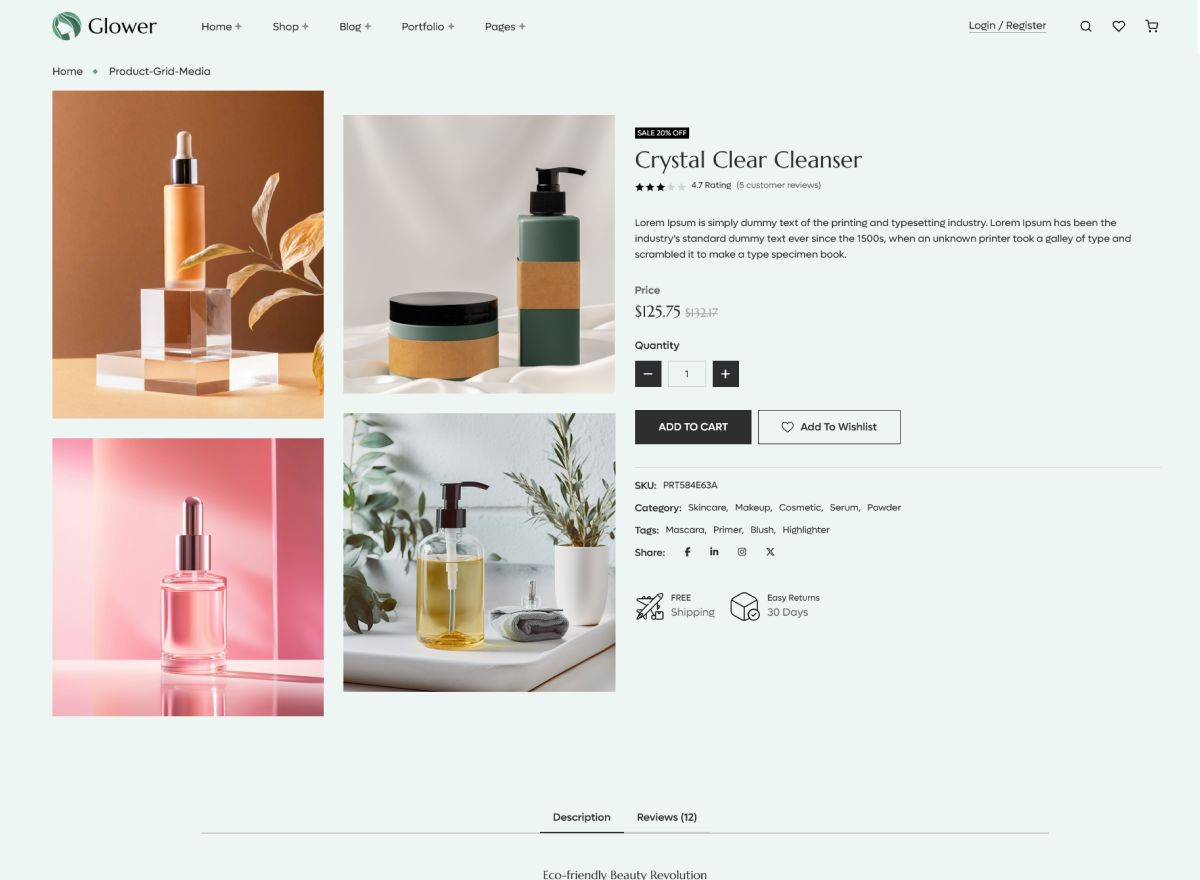 Glower
Home + Shop + Blog + Portfolio + Pages +
Login / Register
Home Product-Grid-Media
SALE 20% OFF
Crystal Clear Cleanser
4.7 Rating (5 customer reviews)
Lorem Ipsum is simply dummy text of the printing and typesetting industry. Lorem Ipsum has been the
industry's standard dummy text ever since the 1500s, when an unknown printer took a galley of type and
scrambled it to make a type specimen book.
Price
$125.75 $132.17
Quantity
− 1 +
ADD TO CART Add To Wishlist
SKU: PRT584E63A
Category: Skincare, Makeup, Cosmetic, Serum, Powder
Tags: Mascara, Primer, Blush, Highlighter
Share:
FREE
Shipping
Easy Returns
30 Days
Description Reviews (12)
Eco-friendly Beauty Revolution